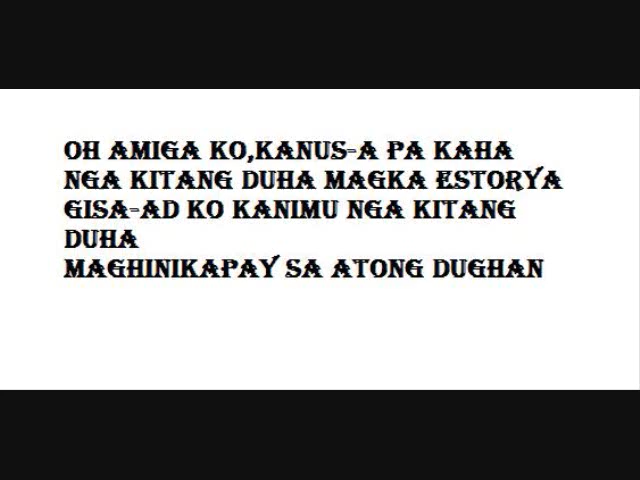 OH AMIGA KO,KANUS-A PA KAHA
NGA KITANG DUHA MAGKA ESTORYA
GISA-AD KO KANIMU NGA KITANG
DUHA
MAGHINIKAPAY SA ATONG DUGHAN